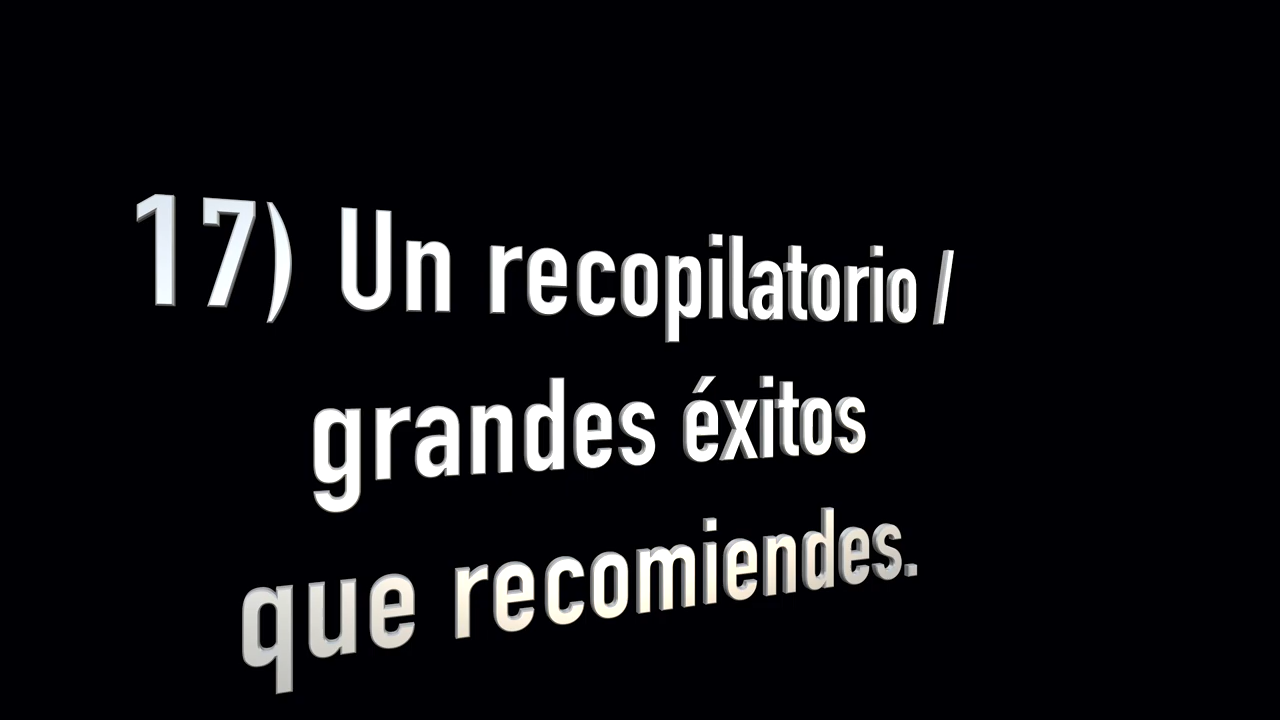 17) Un recopilatorio /
grandes éxitos
que recomiendes.